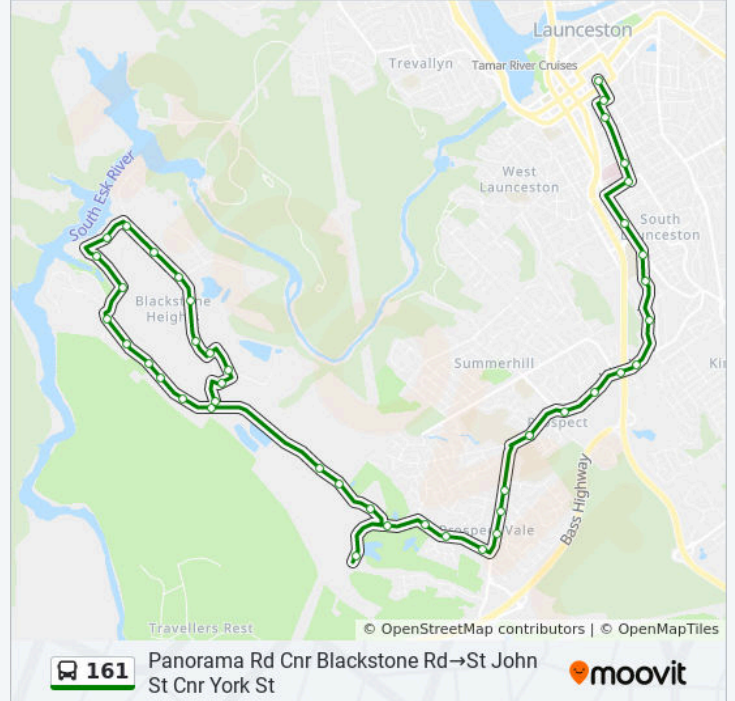 Launceston
Trevallyn
Tamar River Cruises
West
Launceston
South Esk River
South
Launceston
Blackstone
Heights
Summerhill
Prospect
Bass Highway
Prospect Vale
Travellers Rest
© OpenStreetMap contributors | © OpenMapTiles
161
Panorama Rd Cnr Blackstone Rd→St John
St Cnr York St
moovit